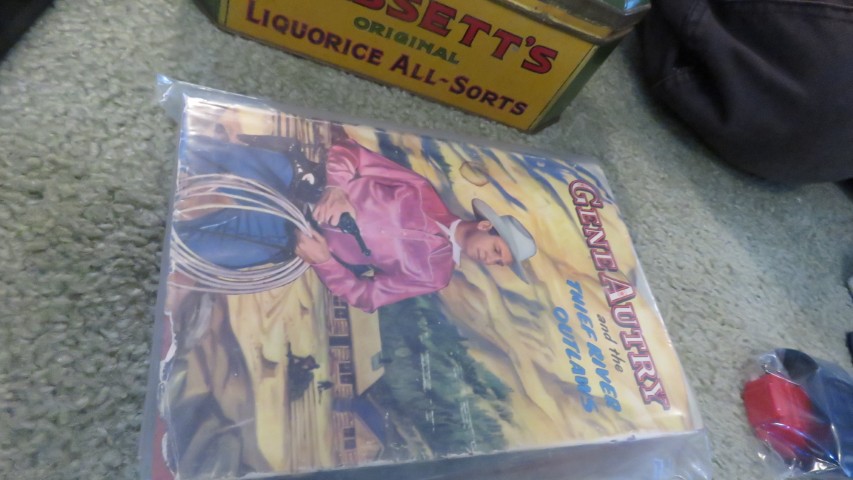 SSETT'S
ORIGINAL
LIQUORICE ALL-SORTS
GENE AUTRY
and the
THIEF RIVER
OUTLAWS